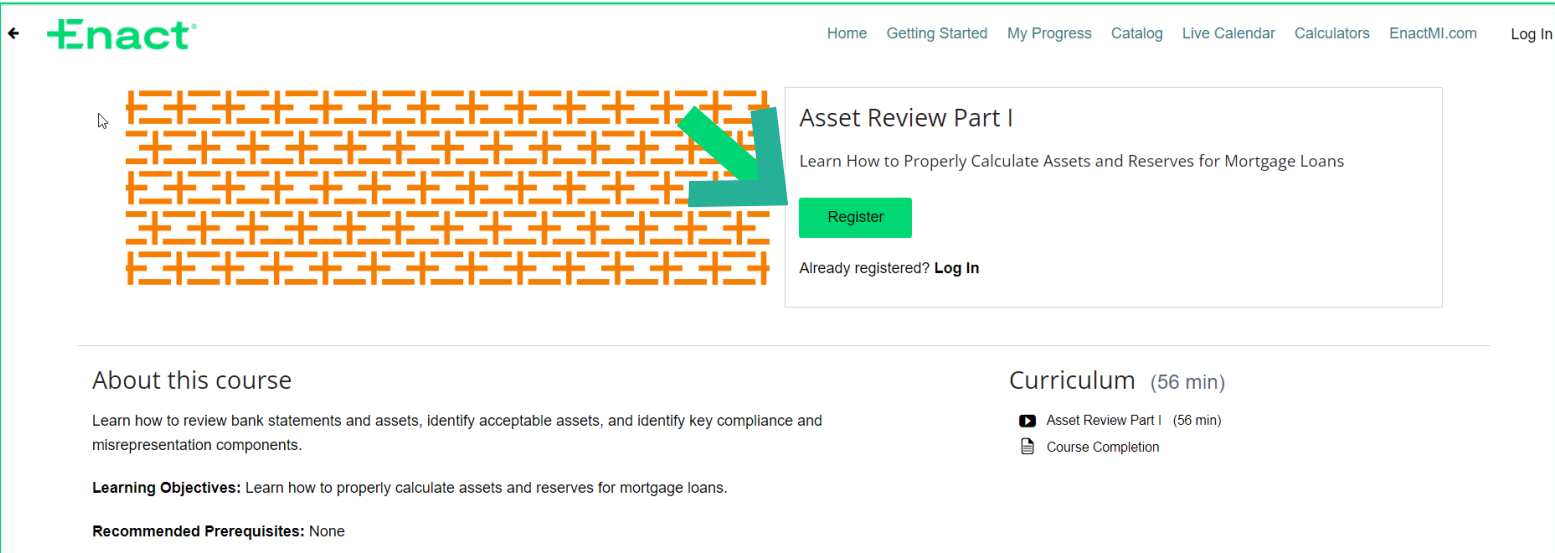 Enact
Home Getting Started My Progress Catalog Live Calendar Calculators EnactMI.com Log In
Asset Review Part I
Learn How to Properly Calculate Assets and Reserves for Mortgage Loans
Register
Already registered? Log In
About this course
Learn how to review bank statements and assets, identify acceptable assets, and identify key compliance and
misrepresentation components.
Learning Objectives: Learn how to properly calculate assets and reserves for mortgage loans.
Recommended Prerequisites: None
Curriculum (56 min)
Asset Review Part I (56 min)
Course Completion